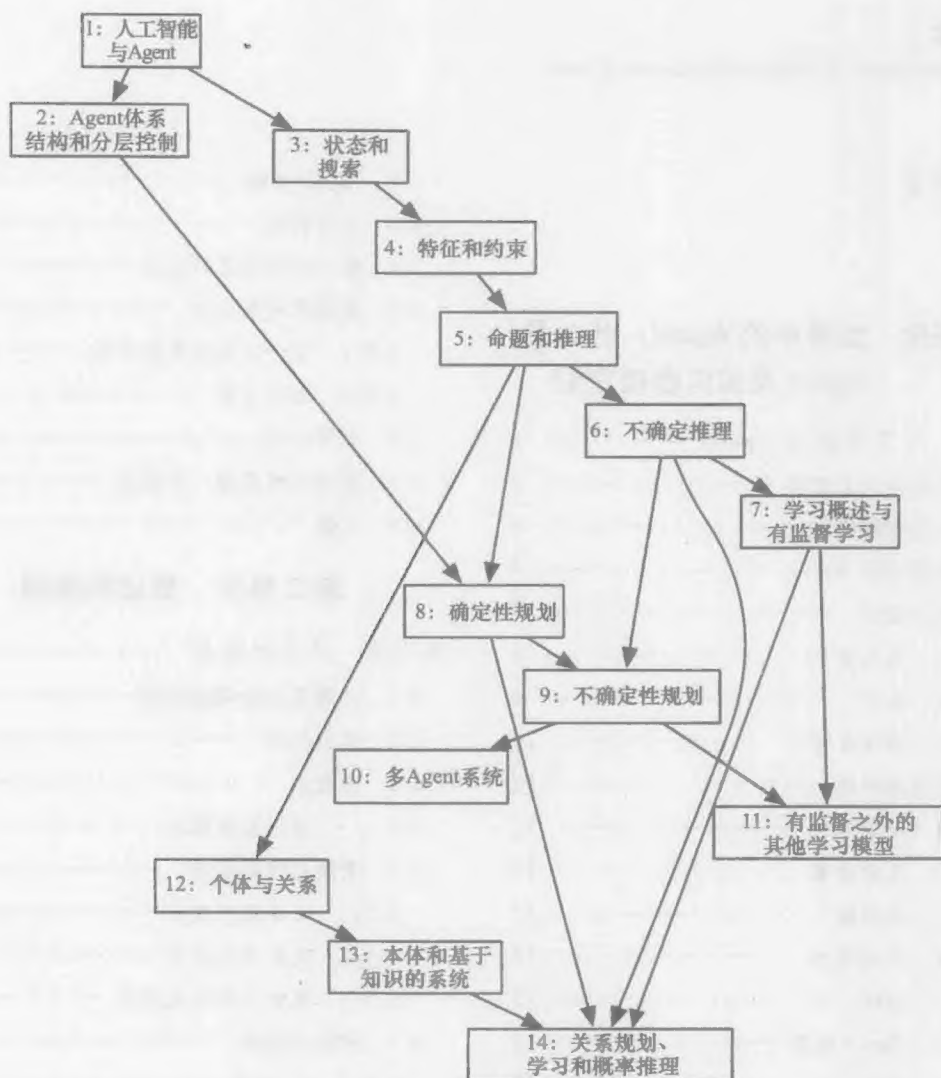 1：人工智能
与Agent
2：Agent体系
结构和分层控制
3：状态和
搜索
4：特征和约束
5：命题和推理
6：不确定推理
7：学习概述与
有监督学习
8：确定性规划
9：不确定性规划
10：多Agent系统
11：有监督之外的
其他学习模型
12：个体与关系
13：本体和基于
知识的系统
14：关系规划、
学习和概率推理